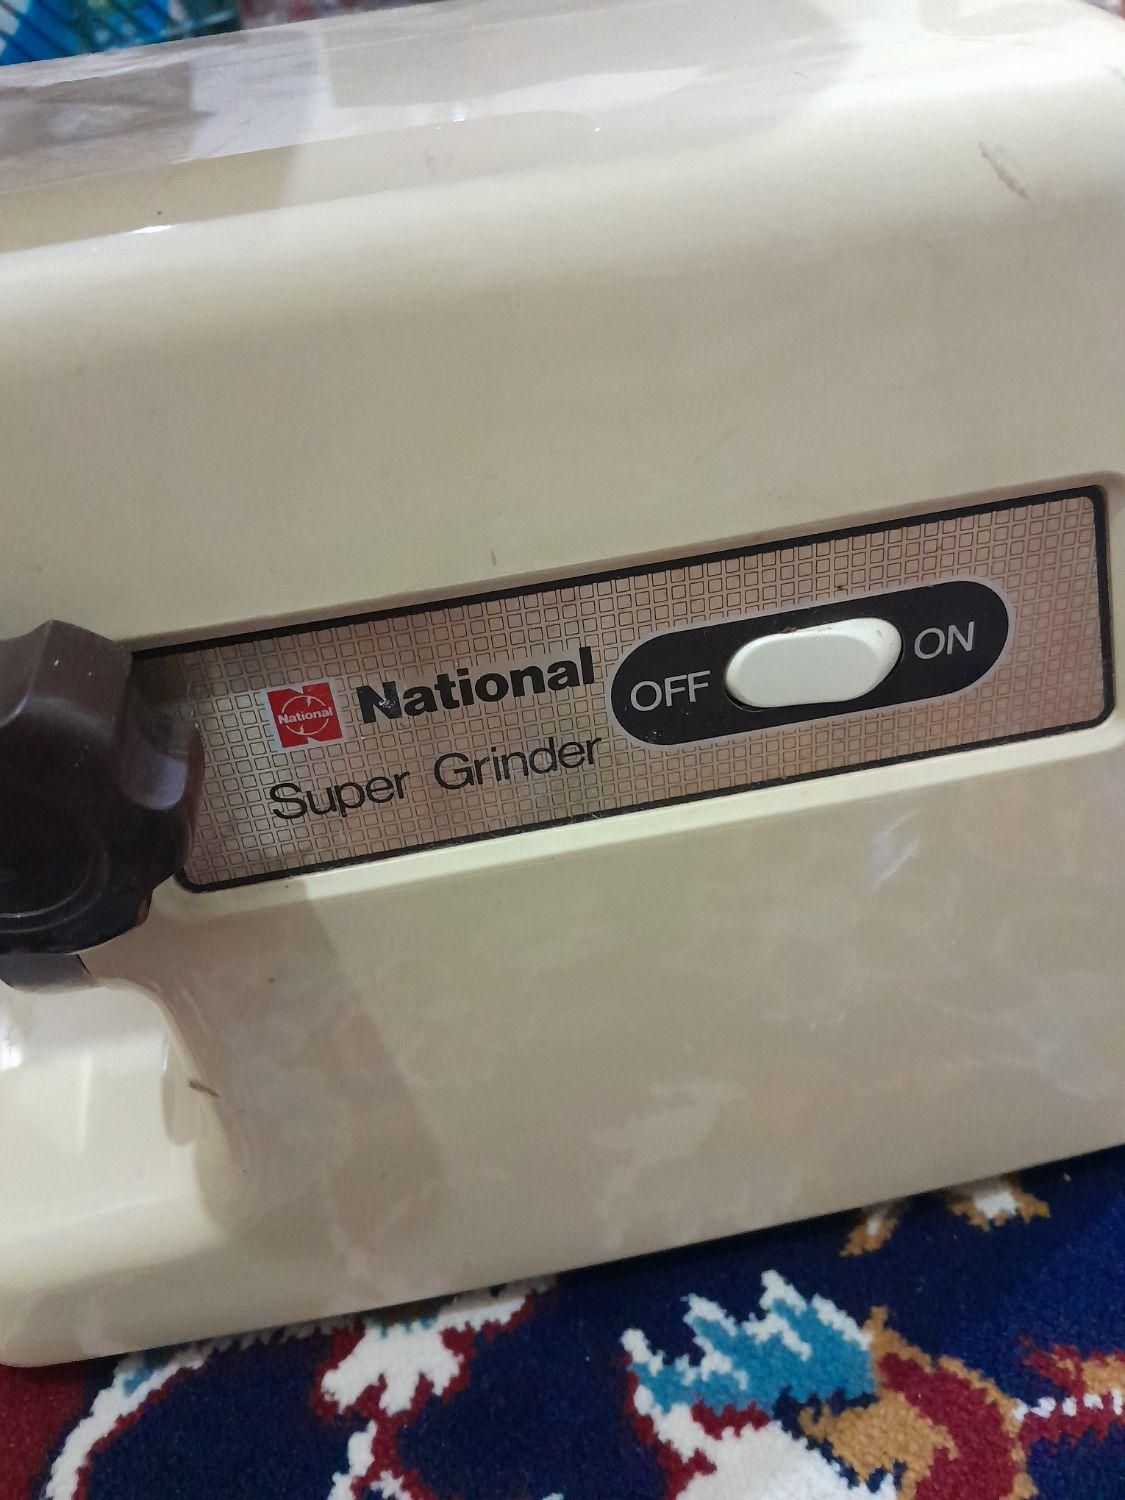 National
National
Super Grinder
OFF
ON